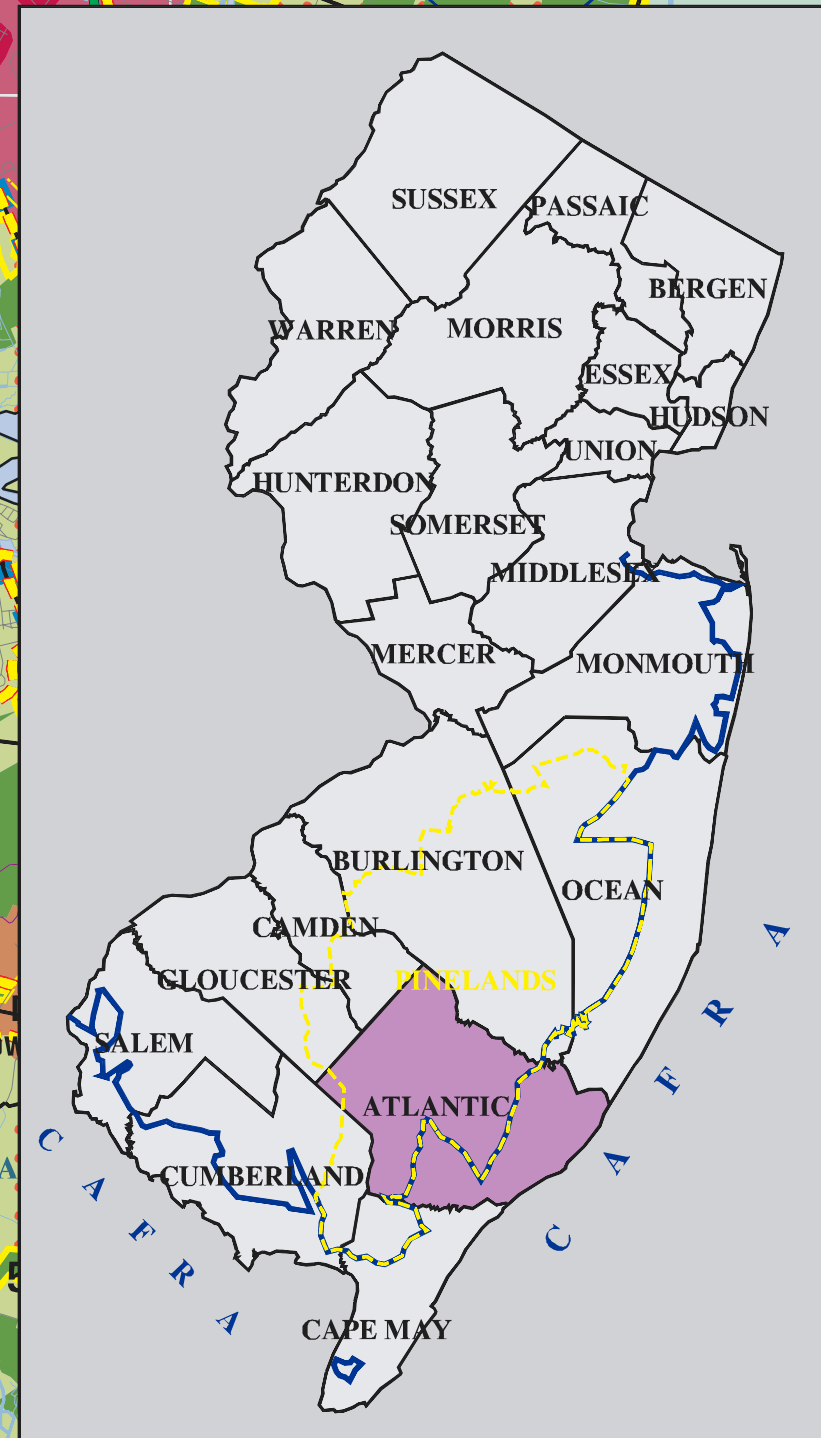 SUSSEX
PASSAIC
BERGEN
WARREN
MORRIS
ESSEX
HUDSON
UNION
HUNTERDON
SOMERSET
MIDDLESEX
MERCER
MONMOUTH
BURLINGTON
OCEAN
CAMDEN
GLOUCESTER
PINELANDS
SALEM
ATLANTIC
CUMBERLAND
CAPE MAY
CAFRA
CAFRA
A
5